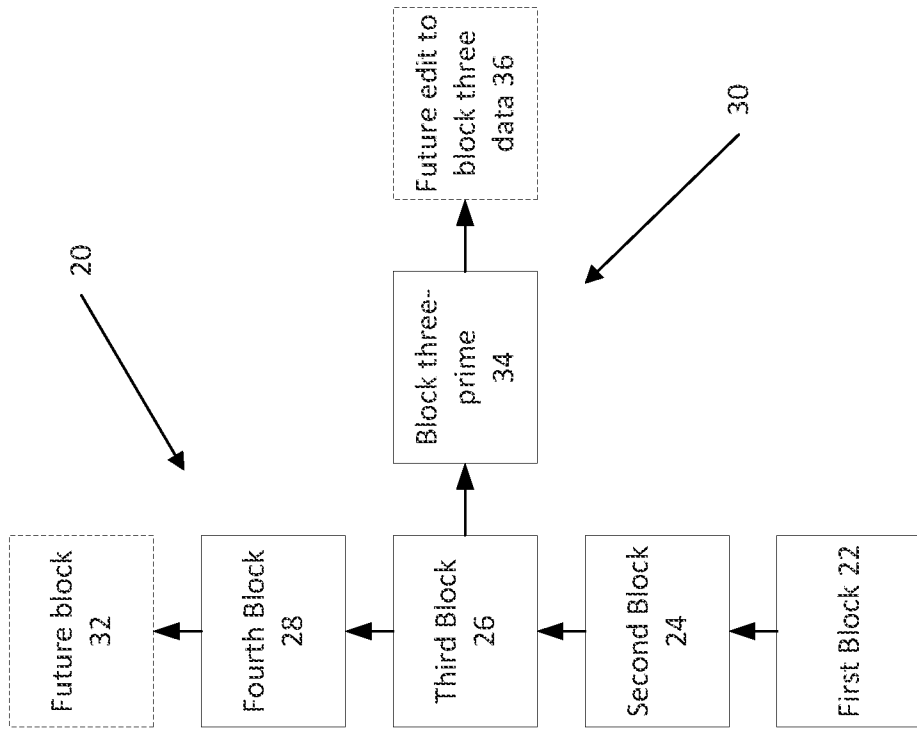 20
Future block
32
Fourth Block
28
Third Block
26
Second Block
24
First Block 22
Block three-
prime
34
Future edit to
block three
data 36
30